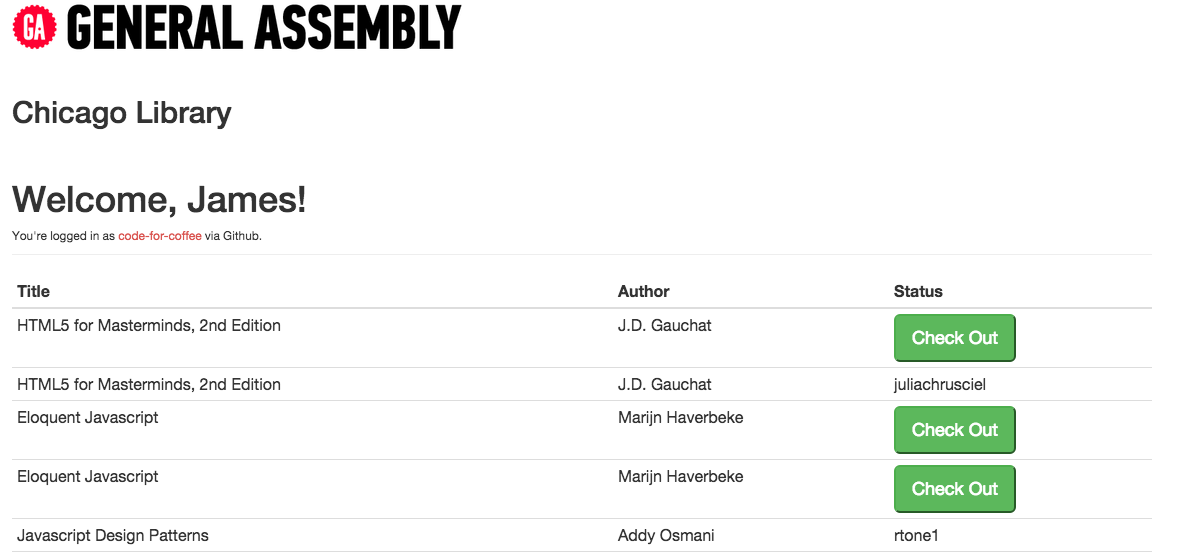 GA GENERAL ASSEMBLY
Chicago Library
Welcome, James!
You're logged in as code-for-coffee via Github.
Title Author Status
HTML5 for Masterminds, 2nd Edition J.D. Gauchat Check Out
HTML5 for Masterminds, 2nd Edition J.D. Gauchat juliachrusciel
Eloquent Javascript Marijn Haverbeke Check Out
Eloquent Javascript Marijn Haverbeke Check Out
Javascript Design Patterns Addy Osmani rtone1